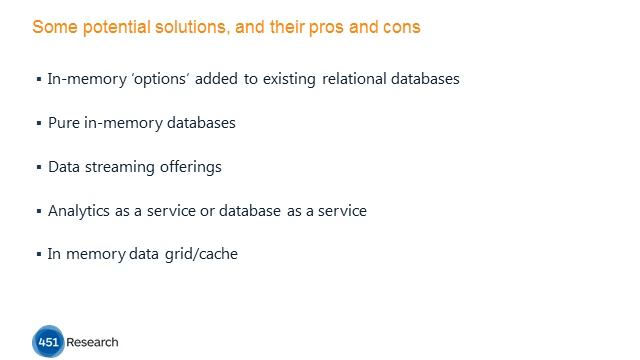 Some potential solutions, and their pros and cons
▪ In-memory ‘options’ added to existing relational databases
▪ Pure in-memory databases
▪ Data streaming offerings
▪ Analytics as a service or database as a service
▪ In memory data grid/cache
451 Research